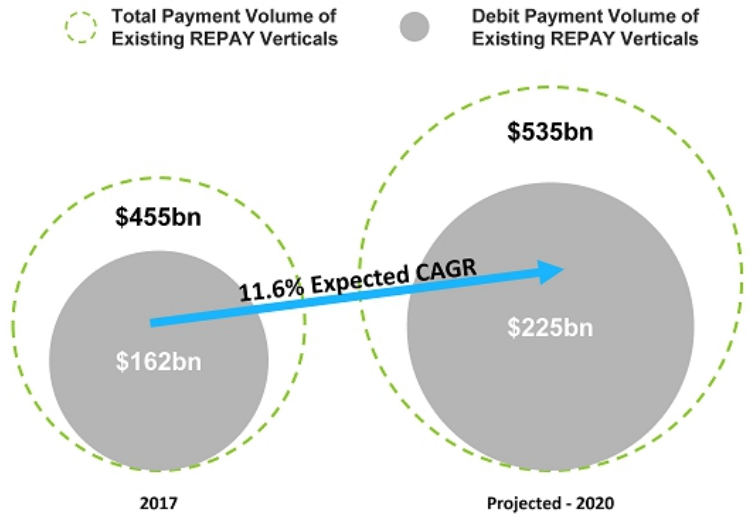 Total Payment Volume of
Existing REPAY Verticals
Debit Payment Volume of
Existing REPAY Verticals
$535bn
$455bn
11.6% Expected CAGR
$225bn
$162bn
2017
Projected - 2020